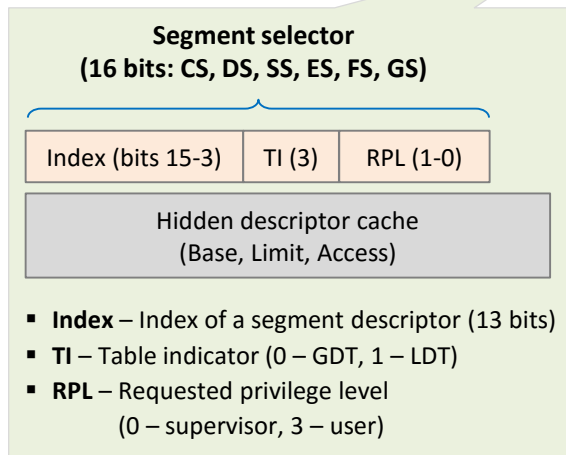 Segment selector
(16 bits: CS, DS, SS, ES, FS, GS)
Index (bits 15-3) TI (3) RPL (1-0)
Hidden descriptor cache
(Base, Limit, Access)
▪ Index – Index of a segment descriptor (13 bits)
▪ TI – Table indicator (0 – GDT, 1 – LDT)
▪ RPL – Requested privilege level
(0 – supervisor, 3 – user)